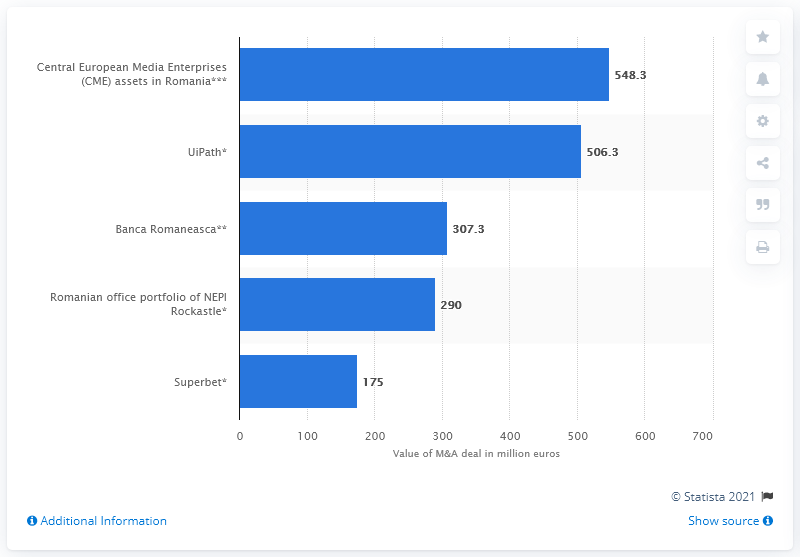 Central European Media Enterprises
(CME) assets in Romania***
548.3
UiPath*
506.3
Banca Romaneasca**
307.3
Romanian office portfolio of NEPI
Rockastle*
290
Superbet*
175
0 100 200 300 400 500 600 700
Value of M&A deal in million euros
© Statista 2021
Additional Information
Show source